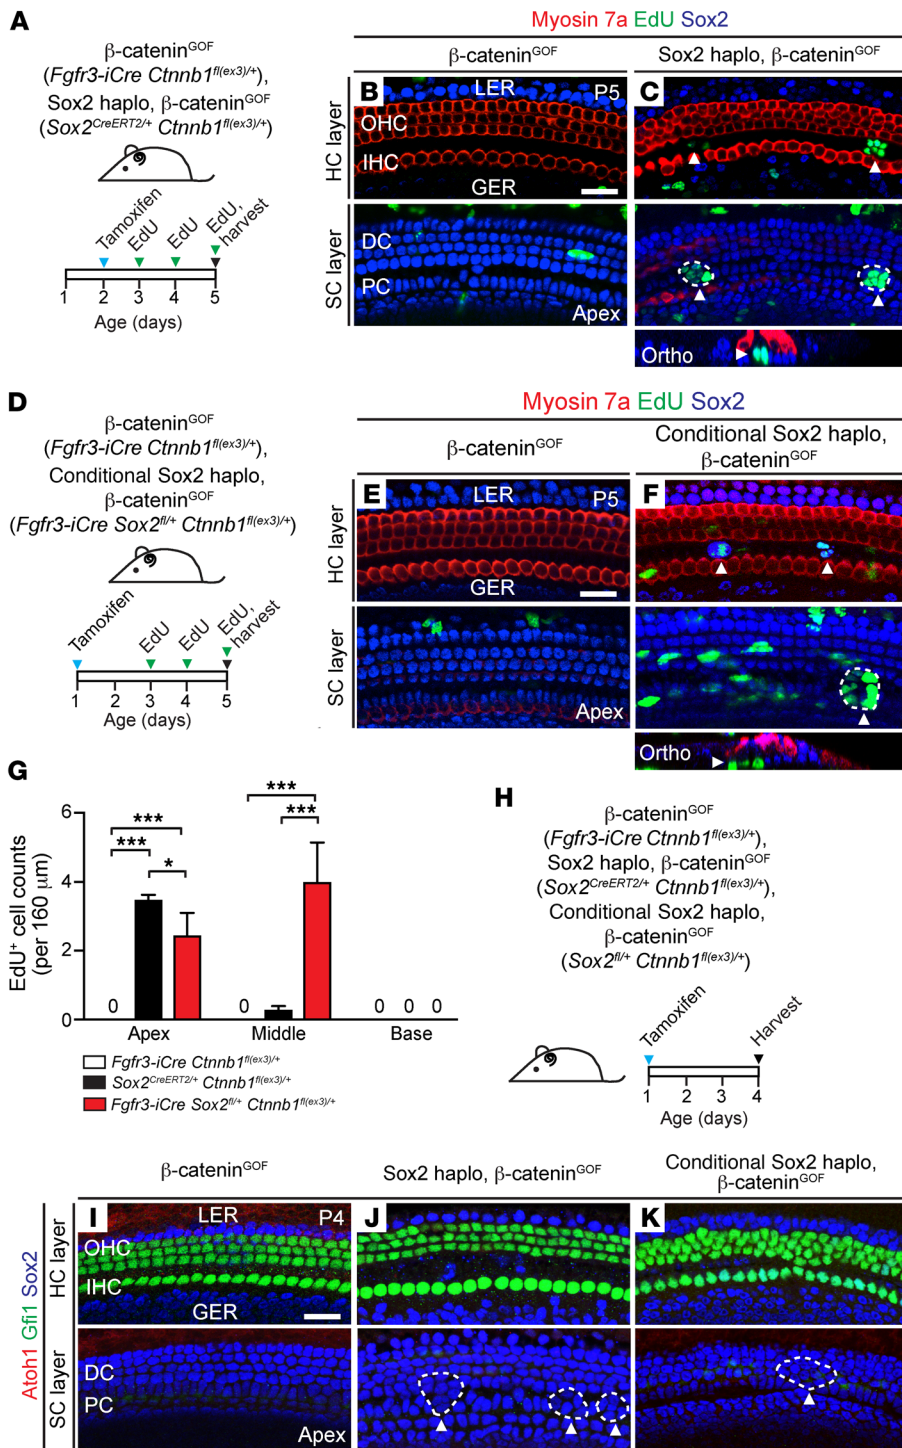 A
β-catenin^GOF
(Fgfr3-iCre Ctnnb1^fl(ex3)/+),
Sox2 haplo, β-catenin^GOF
(Sox2^CreERT2/+ Ctnnb1^fl(ex3)/+)
Tamoxifen
EdU
EdU
EdU,
harvest
1 2 3 4 5
Age (days)
Myosin 7a EdU Sox2
β-catenin^GOF
Sox2 haplo, β-catenin^GOF
HC layer
SC layer
B
LER
P5
OHC
IHC
GER
C
DC
PC
Apex
Ortho
D
β-catenin^GOF
(Fgfr3-iCre Ctnnb1^fl(ex3)/+),
Conditional Sox2 haplo,
β-catenin^GOF
(Fgfr3-iCre Sox2^fl/+ Ctnnb1^fl(ex3)/+)
Tamoxifen
EdU
EdU
EdU,
harvest
1 2 3 4 5
Age (days)
Myosin 7a EdU Sox2
β-catenin^GOF
Conditional Sox2 haplo,
β-catenin^GOF
HC layer
SC layer
E
LER
P5
GER
F
Apex
Ortho
G
EdU⁺ cell counts
(per 160 μm)
6
4
2
0
*** *** *
*** ***
0 0 0 0 0
Apex Middle Base
Fgfr3-iCre Ctnnb1^fl(ex3)/+
Sox2^CreERT2/+ Ctnnb1^fl(ex3)/+
Fgfr3-iCre Sox2^fl/+ Ctnnb1^fl(ex3)/+
H
β-catenin^GOF
(Fgfr3-iCre Ctnnb1^fl(ex3)/+),
Sox2 haplo, β-catenin^GOF
(Sox2^CreERT2/+ Ctnnb1^fl(ex3)/+),
Conditional Sox2 haplo,
β-catenin^GOF
(Sox2^fl/+ Ctnnb1^fl(ex3)/+)
Tamoxifen
Harvest
1 2 3 4
Age (days)
β-catenin^GOF
Sox2 haplo, β-catenin^GOF
Conditional Sox2 haplo,
β-catenin^GOF
Atoh1 Gfi1 Sox2
HC layer
SC layer
I
LER
P4
OHC
IHC
GER
J
K
DC
PC
Apex